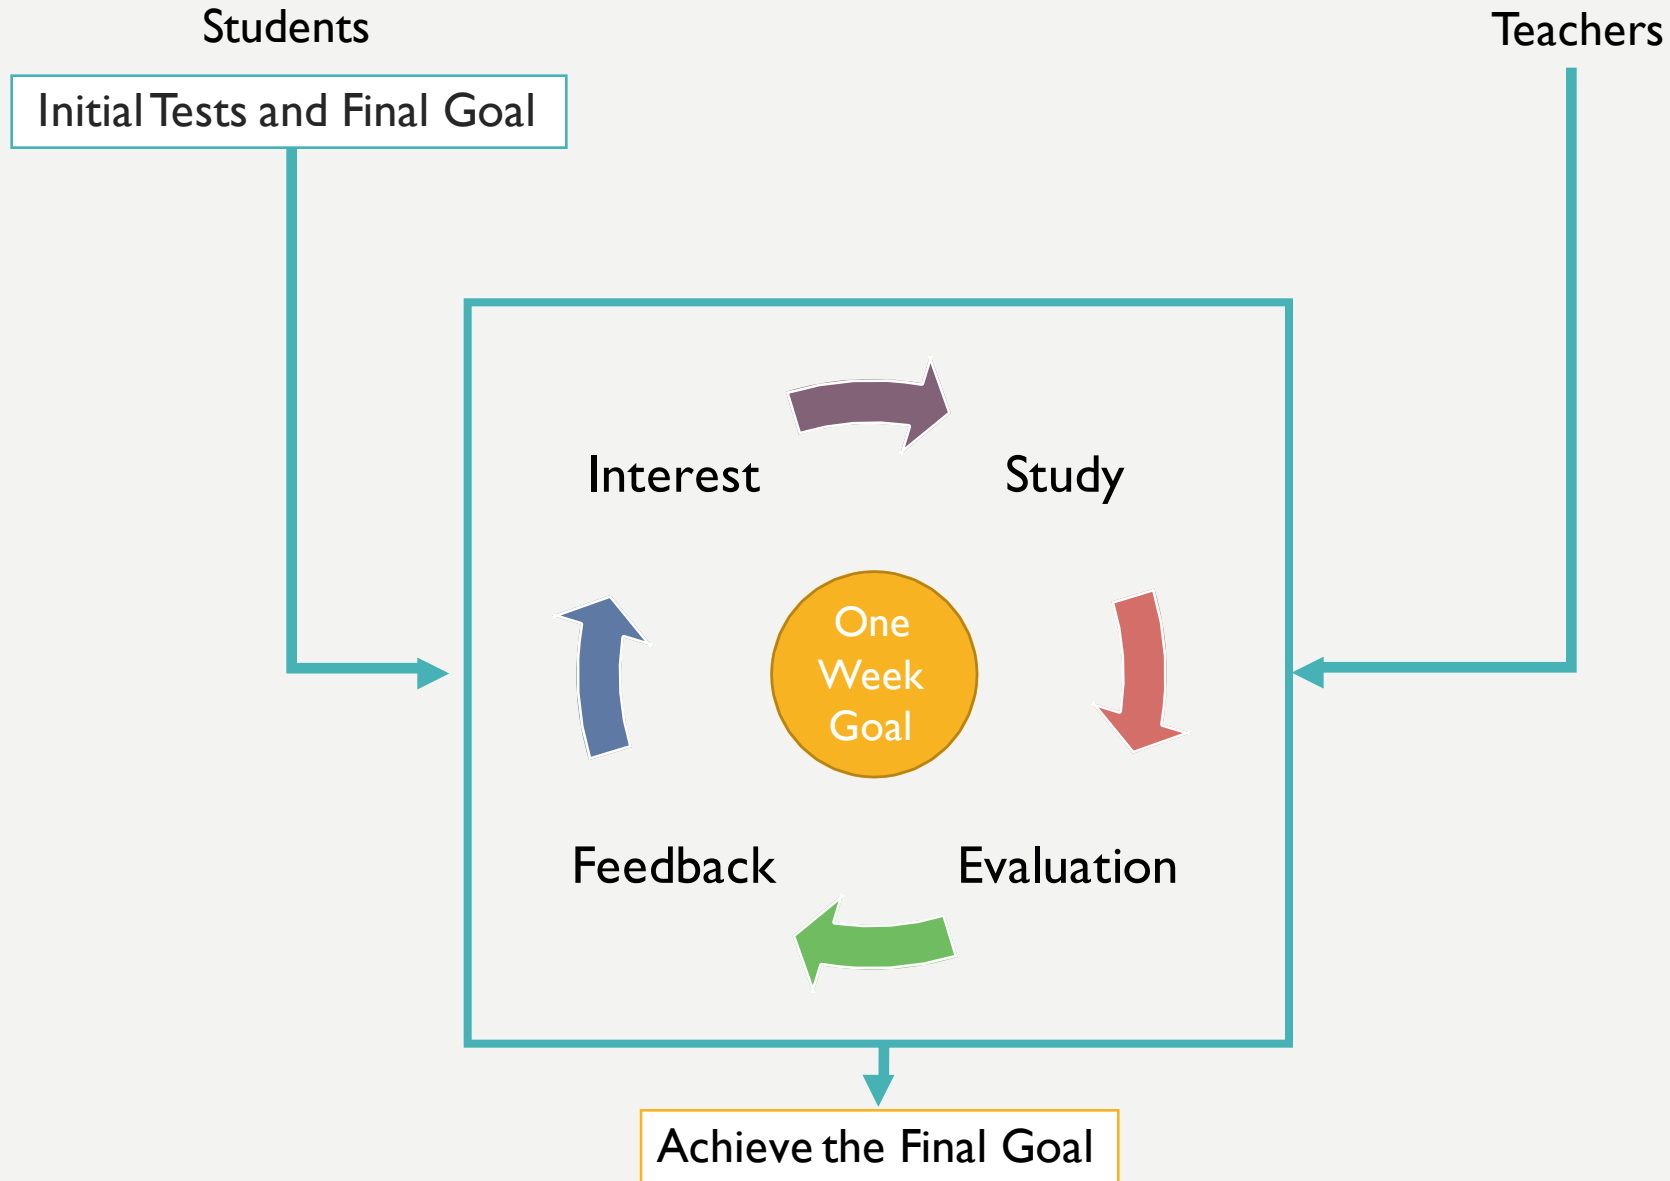 Students
Teachers
Initial Tests and Final Goal
Interest
Study
One
Week
Goal
Feedback
Evaluation
Achieve the Final Goal